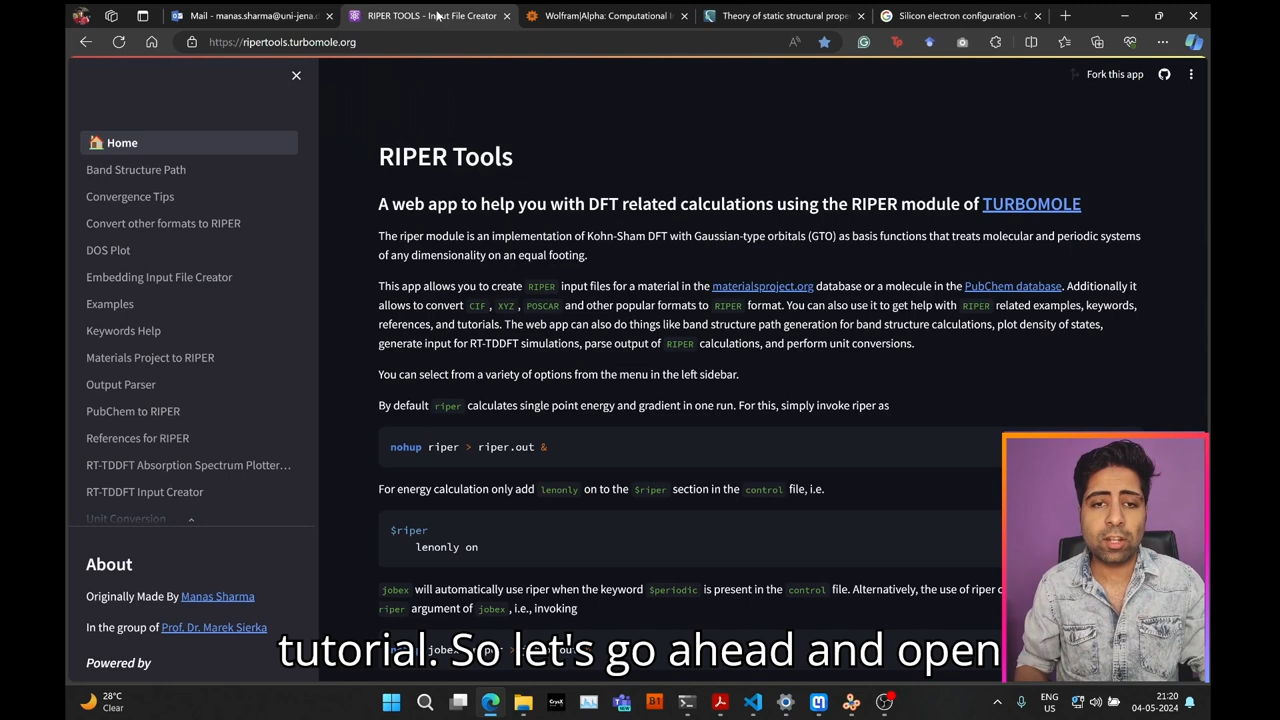 Mail - manas.sharma@uni-jena.d
RIPER TOOLS - Input File Creator
Wolfram|Alpha: Computational I
Theory of static structural prope
Silicon electron configuration - G
https://ripertools.turbomole.org
Fork this app
Home
Band Structure Path
Convergence Tips
Convert other formats to RIPER
DOS Plot
Embedding Input File Creator
Examples
Keywords Help
Materials Project to RIPER
Output Parser
PubChem to RIPER
References for RIPER
RT-TDDFT Absorption Spectrum Plotter…
RT-TDDFT Input Creator
Unit Conversion
About
Originally Made By Manas Sharma
In the group of Prof. Dr. Marek Sierka
Powered by
RIPER Tools
A web app to help you with DFT related calculations using the RIPER module of TURBOMOLE
The riper module is an implementation of Kohn-Sham DFT with Gaussian-type orbitals (GTO) as basis functions that treats molecular and periodic systems
of any dimensionality on an equal footing.
This app allows you to create RIPER input files for a material in the materialsproject.org database or a molecule in the PubChem database. Additionally it
allows to convert CIF, XYZ, POSCAR and other popular formats to RIPER format. You can also use it to get help with RIPER related examples, keywords,
references, and tutorials. The web app can also do things like band structure path generation for band structure calculations, plot density of states,
generate input for RT-TDDFT simulations, parse output of RIPER calculations, and perform unit conversions.
You can select from a variety of options from the menu in the left sidebar.
By default riper calculates single point energy and gradient in one run. For this, simply invoke riper as
nohup riper > riper.out &
For energy calculation only add lenonly on to the $riper section in the control file, i.e.
$riper
lenonly on
jobex will automatically use riper when the keyword $periodic is present in the control file. Alternatively, the use of riper c
riper argument of jobex, i.e., invoking
tutorial. So let's go ahead and open
28°C
Clear
CrysX
B1
ENG
US
21:20
04-05-2024